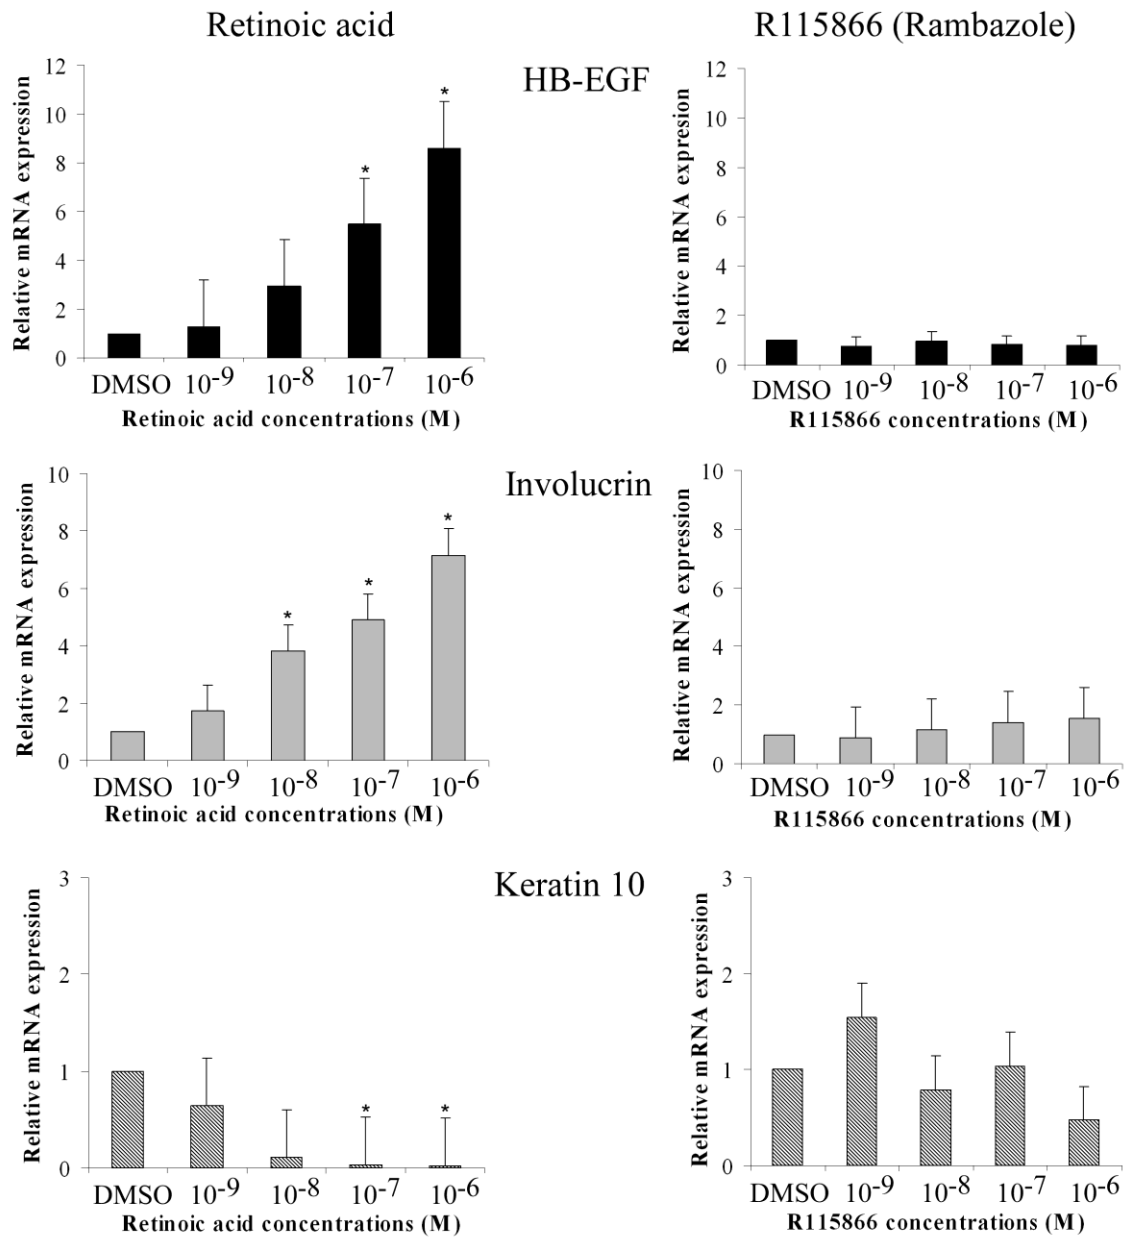 Retinoic acid
R115866 (Rambazole)
HB-EGF
Relative mRNA expression
12
10
8
6
4
2
0
*
*
DMSO 10-9 10-8 10-7 10-6
Retinoic acid concentrations (M)
Relative mRNA expression
12
10
8
6
4
2
0
DMSO 10-9 10-8 10-7 10-6
R115866 concentrations (M)
Involucrin
Relative mRNA expression
10
8
6
4
2
0
*
*
*
DMSO 10-9 10-8 10-7 10-6
Retinoic acid concentrations (M)
Relative mRNA expression
10
8
6
4
2
0
DMSO 10-9 10-8 10-7 10-6
R115866 concentrations (M)
Keratin 10
Relative mRNA expression
3
2
1
0
*
*
DMSO 10-9 10-8 10-7 10-6
Retinoic acid concentrations (M)
Relative mRNA expression
3
2
1
0
DMSO 10-9 10-8 10-7 10-6
R115866 concentrations (M)